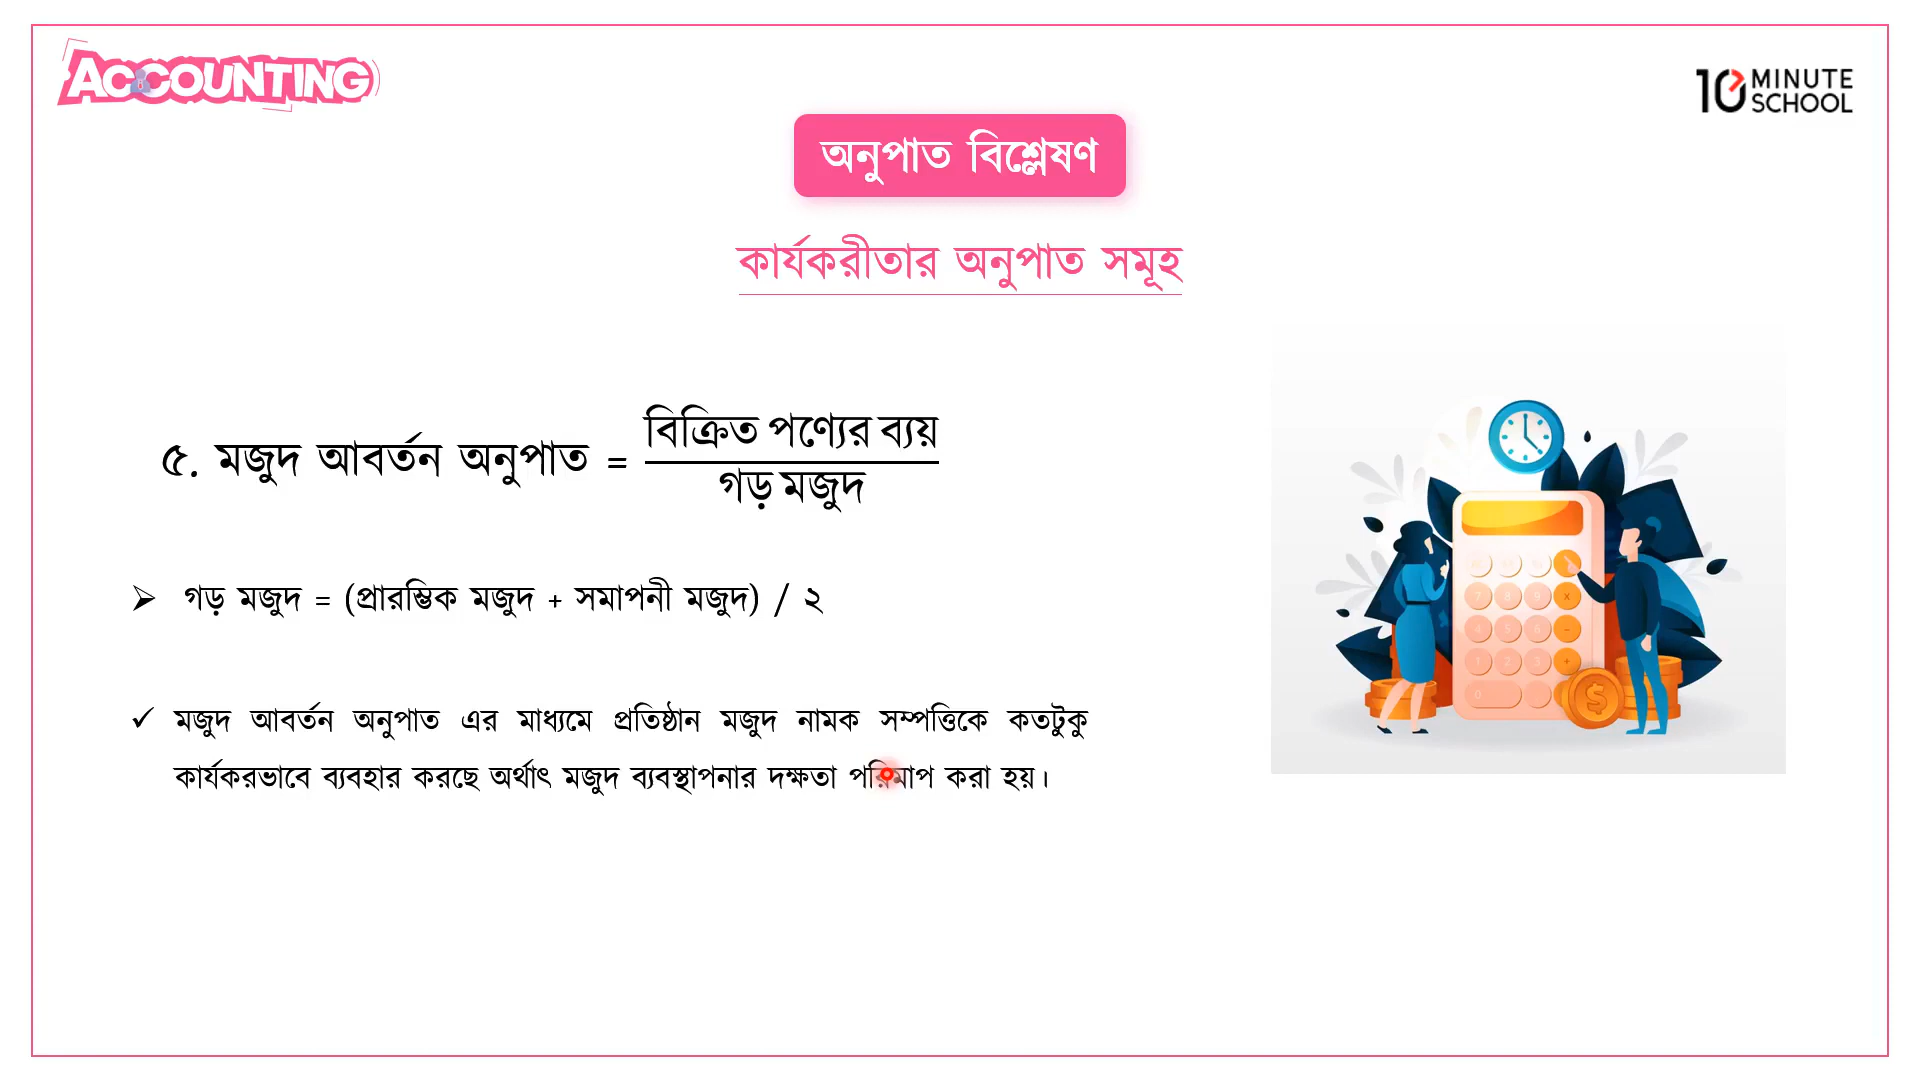 ACCOUNTING
10 MINUTE SCHOOL
অনুপাত বিশ্লেষণ
কার্যকরীতার অনুপাত সমূহ
৫. মজুদ আবর্তন অনুপাত = বিক্রিত পণ্যের ব্যয় / গড় মজুদ
➢ গড় মজুদ = (প্রারম্ভিক মজুদ + সমাপনী মজুদ) / ২
✓ মজুদ আবর্তন অনুপাত এর মাধ্যমে প্রতিষ্ঠান মজুদ নামক সম্পত্তিকে কতটুকু
কার্যকরভাবে ব্যবহার করছে অর্থাৎ মজুদ ব্যবস্থাপনার দক্ষতা পরিমাপ করা হয়।